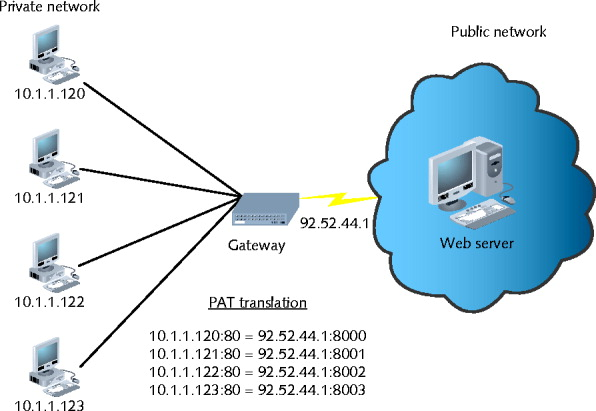 Private network
Public network
10.1.1.120
10.1.1.121
92.52.44.1
Gateway
Web server
10.1.1.122
PAT translation
10.1.1.120:80 = 92.52.44.1:8000
10.1.1.121:80 = 92.52.44.1:8001
10.1.1.122:80 = 92.52.44.1:8002
10.1.1.123:80 = 92.52.44.1:8003
10.1.1.123